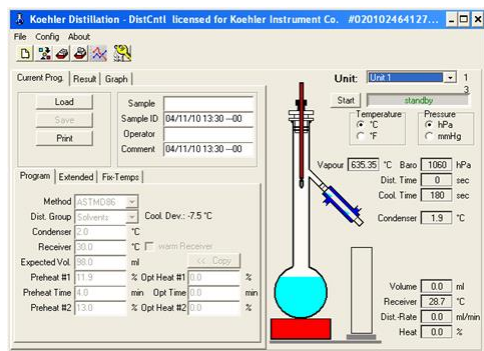 Koehler Distillation - DistCntl licensed for Koehler Instrument Co. #020102464127...
File Config About
Current Prog. Result Graph
Unit: Unit 1 1
3
Load
Save
Print
Sample
Sample ID 04/11/10 13:30 --00
Operator
Comment 04/11/10 13:30 --00
Start standby
Temperature Pressure
°C hPa
°F mmHg
Program Extended Fix-Temps
Vapour 635.35 °C Baro 1060 hPa
Dist. Time 0 sec
Cool. Time 180 sec
Condenser 1.9 °C
Method ASTMD86
Dist. Group Solvents Cool. Dev.: -7.5 °C
Condenser 2.0 °C
Receiver 38.0 °C warm Receiver
Expected Vol. 98.0 ml << Copy
Preheat #1 11.9 % Opt Heat #1 0.0 %
Preheat Time 4.0 min Opt Time 0.0 min
Preheat #2 13.0 % Opt Heat #2 0.0 %
Volume 0.0 ml
Receiver 28.7 °C
Dist.-Rate 0.0 ml/min
Heat 0.0 %